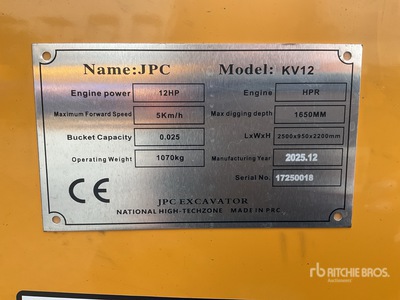 Name:JPC Model: KV12
Engine power 12HP Engine HPR
Maximum Forward Speed 5Km/h Max digging depth 1650MM
Bucket Capacity 0.025 LxWxH 2500x950x2200mm
Operating Weight 1070kg Manufacturing Year 2025.12
Serial No. 17250018
CE
JPC EXCAVATOR
NATIONAL HIGH-TECHZONE MADE IN PRC
rb RITCHIE BROS.
Auctioneers